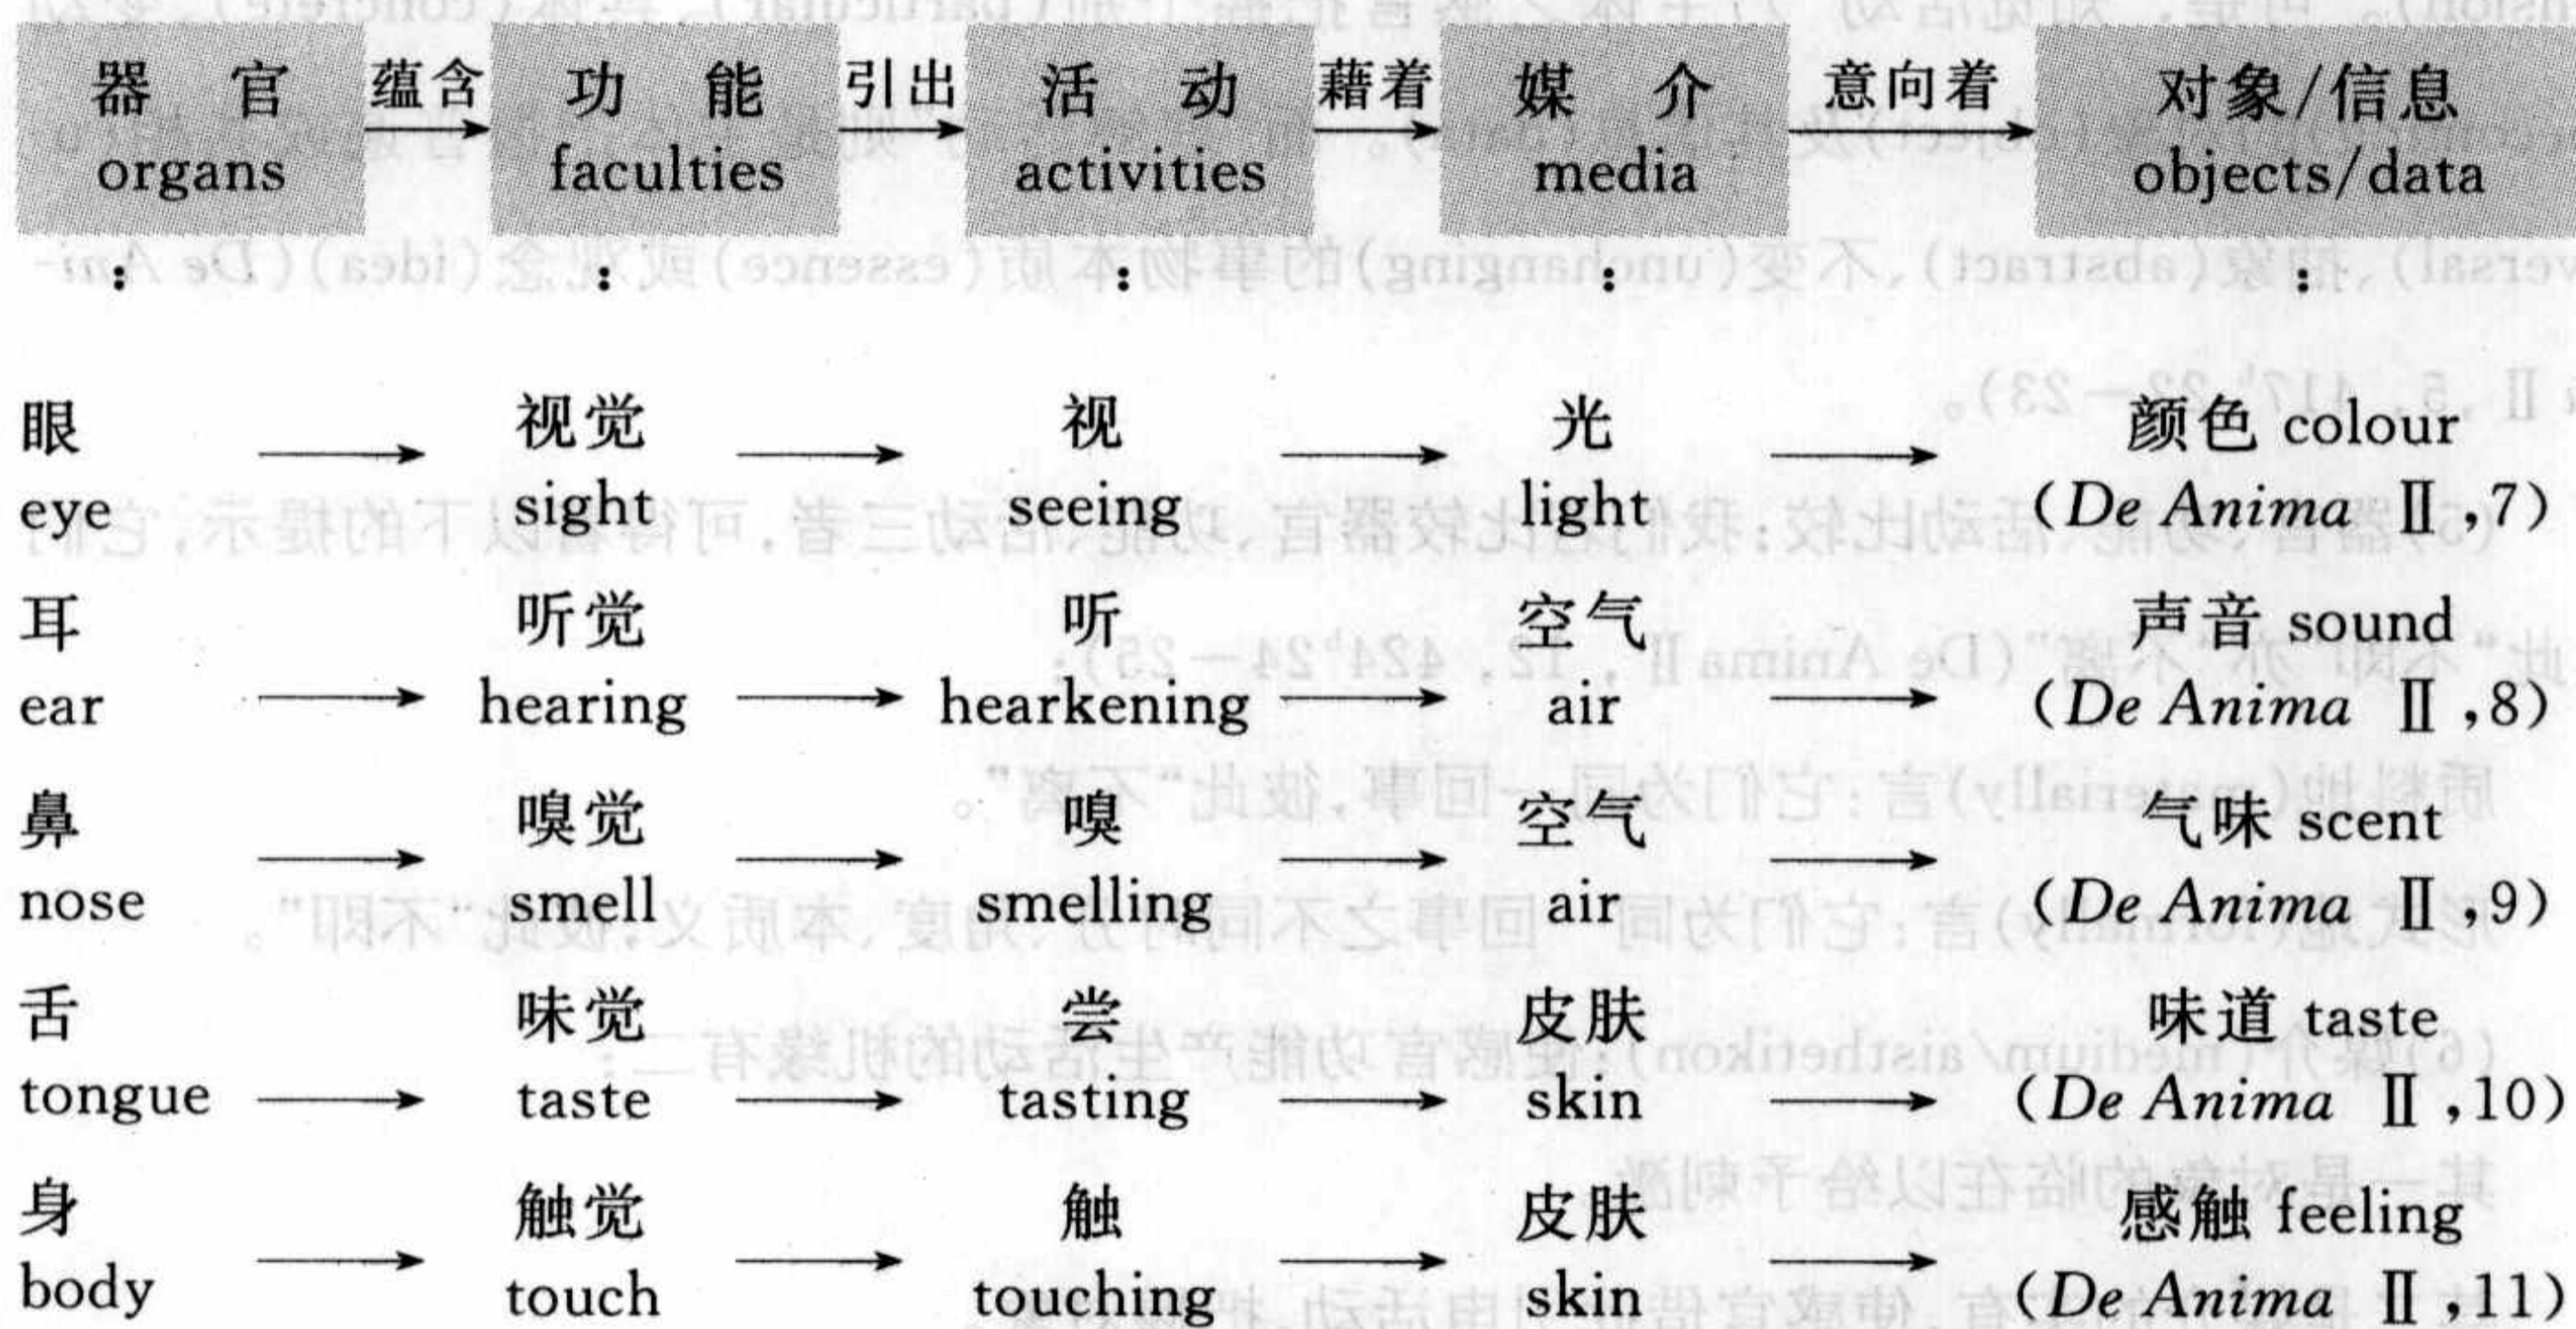 器 官 蕴含 功 能 引出 活 动 藉着 媒 介 意向着 对象/信息
organs faculties activities media objects/data
: : : : :
眼 视觉 视 光 颜色 colour
eye sight seeing light (De Anima Ⅱ,7)
耳 听觉 听 空气 声音 sound
ear hearing hearkening air (De Anima Ⅱ,8)
鼻 嗅觉 嗅 空气 气味 scent
nose smell smelling air (De Anima Ⅱ,9)
舌 味觉 尝 皮肤 味道 taste
tongue taste tasting skin (De Anima Ⅱ,10)
身 触觉 触 皮肤 感触 feeling
body touch touching skin (De Anima Ⅱ,11)